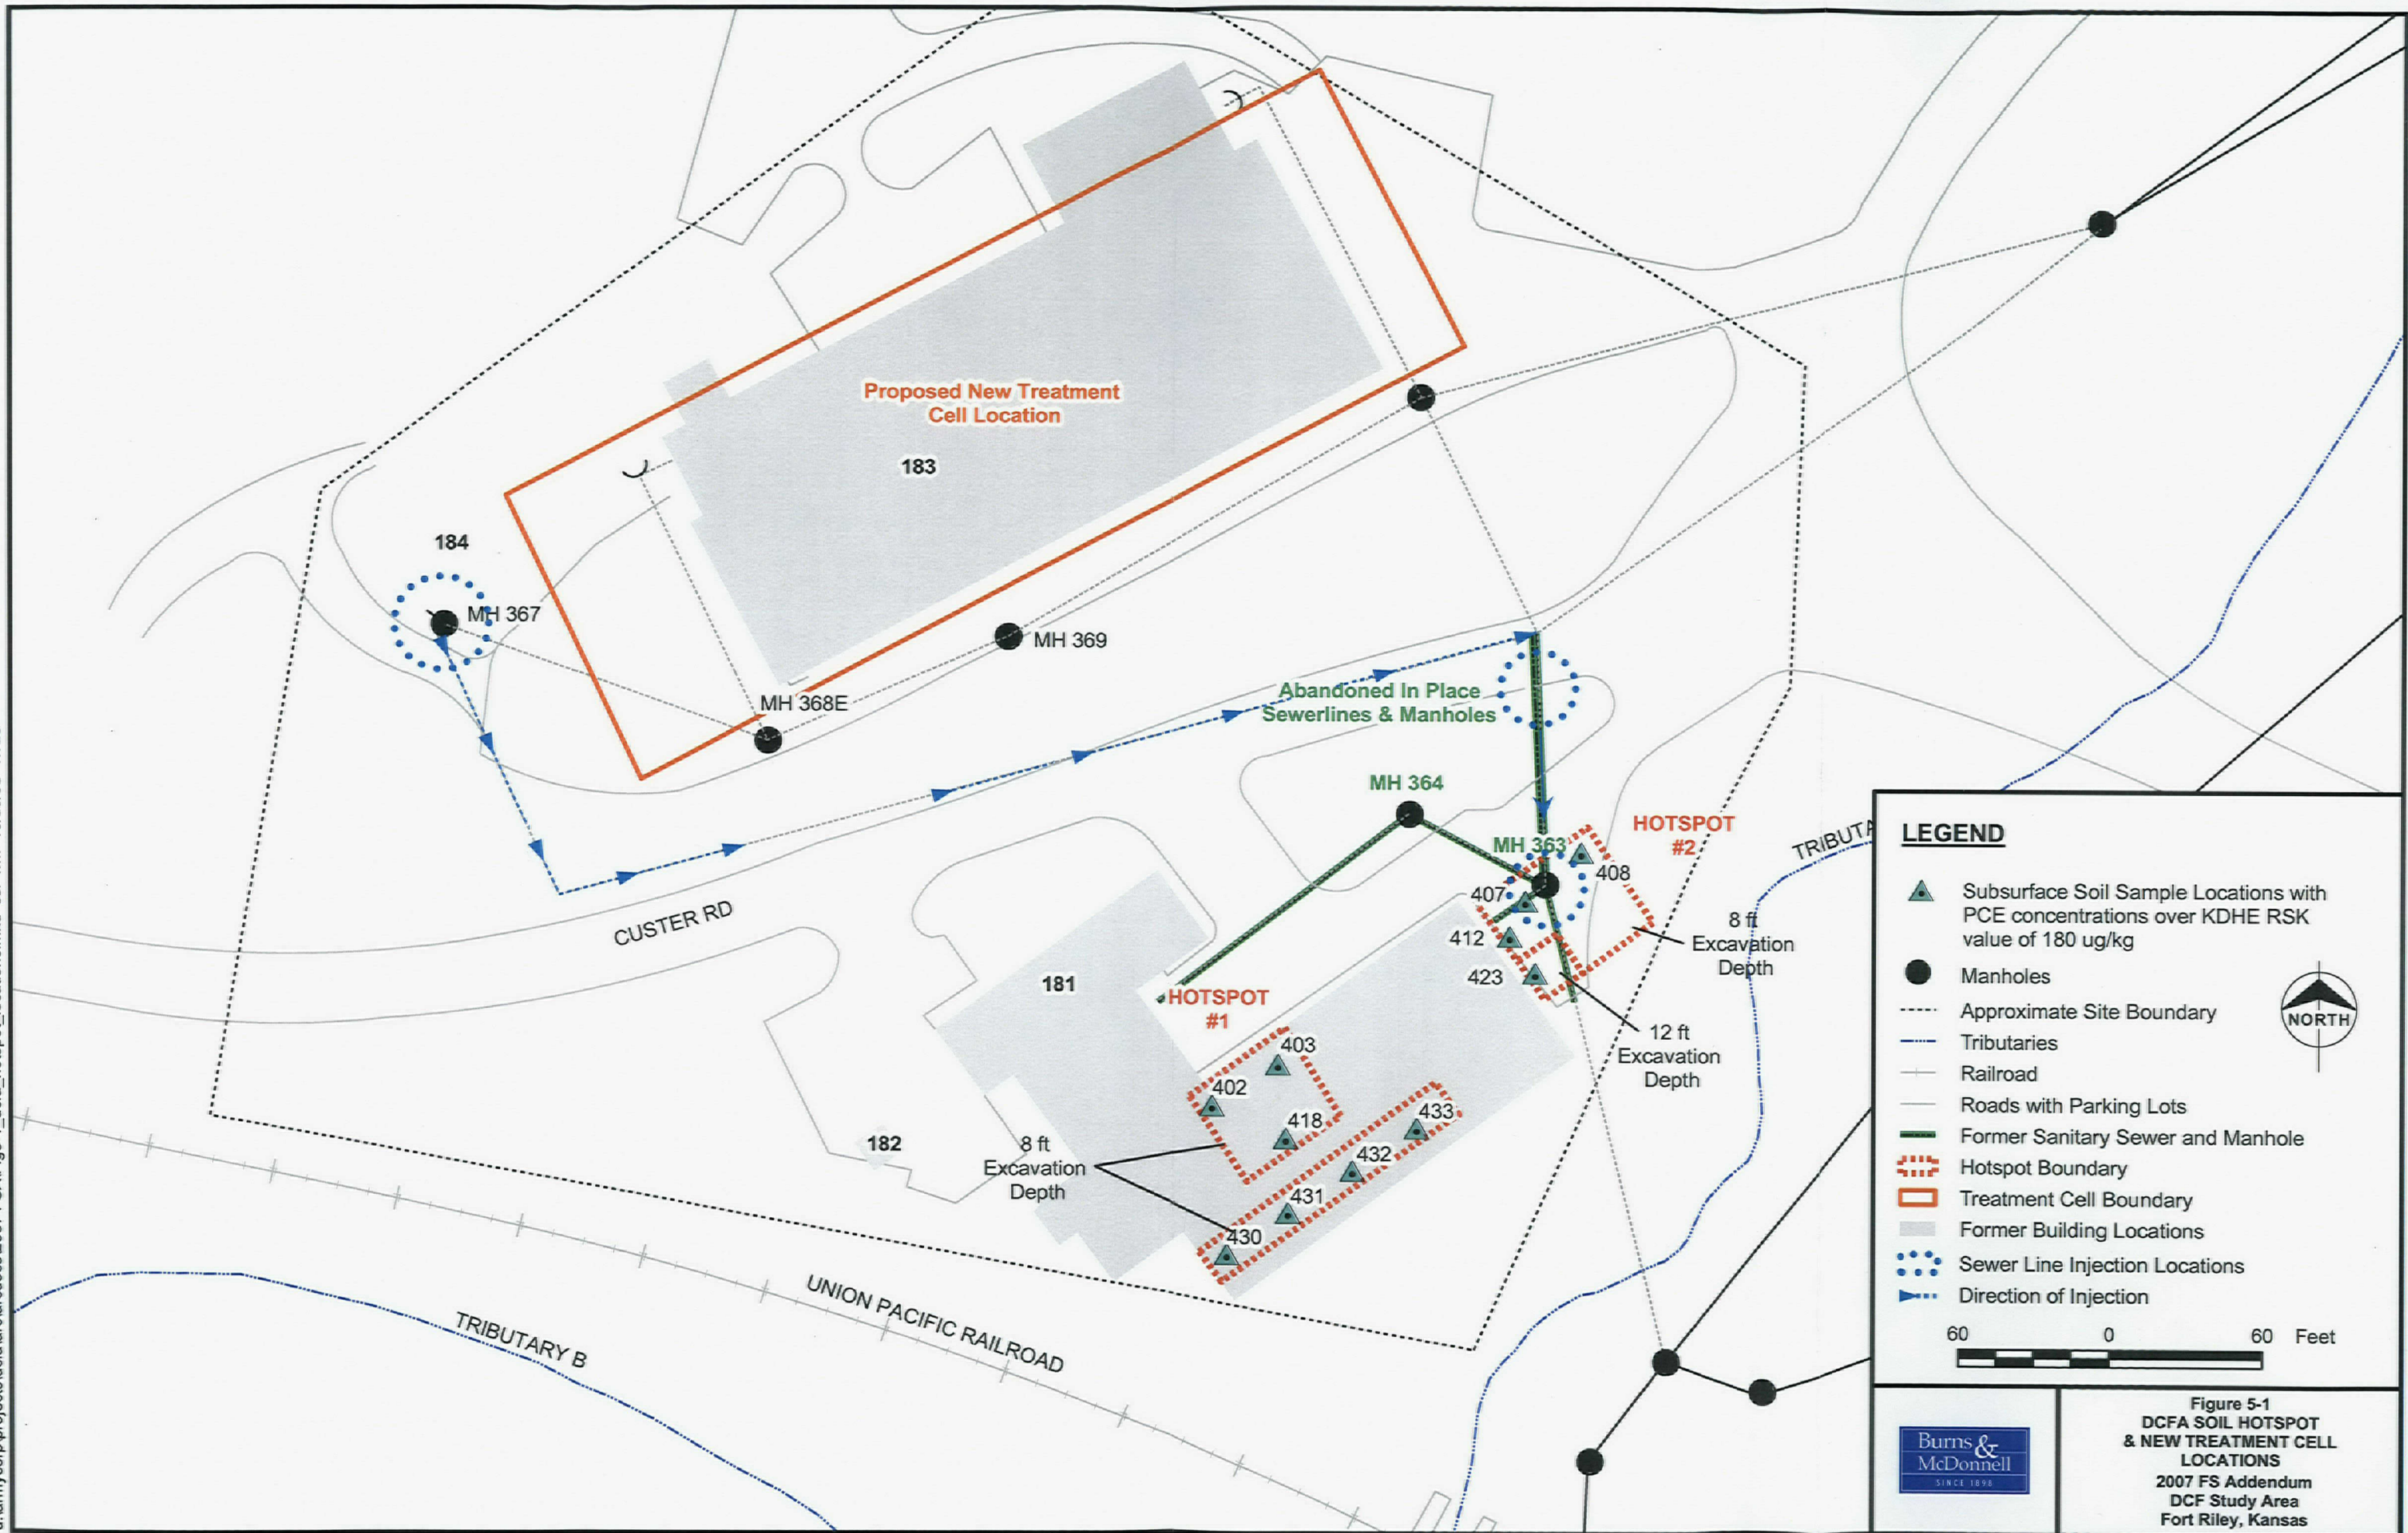 Proposed New Treatment
Cell Location
183
184
MH 367
MH 369
MH 368E
Abandoned In Place
Sewerlines & Manholes
MH 364
MH 363
HOTSPOT
#2
408
407
412
423
8 ft
Excavation
Depth
12 ft
Excavation
Depth
CUSTER RD
181
HOTSPOT
#1
403
402
418
433
432
431
430
182
8 ft
Excavation
Depth
UNION PACIFIC RAILROAD
TRIBUTARY B
TRIBUTA
LEGEND
Subsurface Soil Sample Locations with
PCE concentrations over KDHE RSK
value of 180 ug/kg
Manholes
Approximate Site Boundary
Tributaries
Railroad
Roads with Parking Lots
Former Sanitary Sewer and Manhole
Hotspot Boundary
Treatment Cell Boundary
Former Building Locations
Sewer Line Injection Locations
Direction of Injection
NORTH
60 0 60 Feet
Burns &
McDonnell
SINCE 1898
Figure 5-1
DCFA SOIL HOTSPOT
& NEW TREATMENT CELL
LOCATIONS
2007 FS Addendum
DCF Study Area
Fort Riley, Kansas